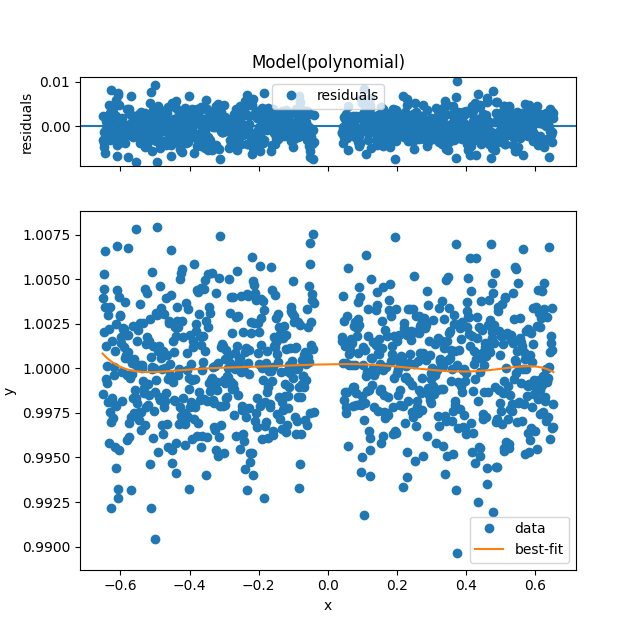 Model(polynomial)
0.01
0.00
residuals
residuals
1.0075
1.0050
1.0025
1.0000
0.9975
0.9950
0.9925
0.9900
y
data
best-fit
−0.6 −0.4 −0.2 0.0 0.2 0.4 0.6
x